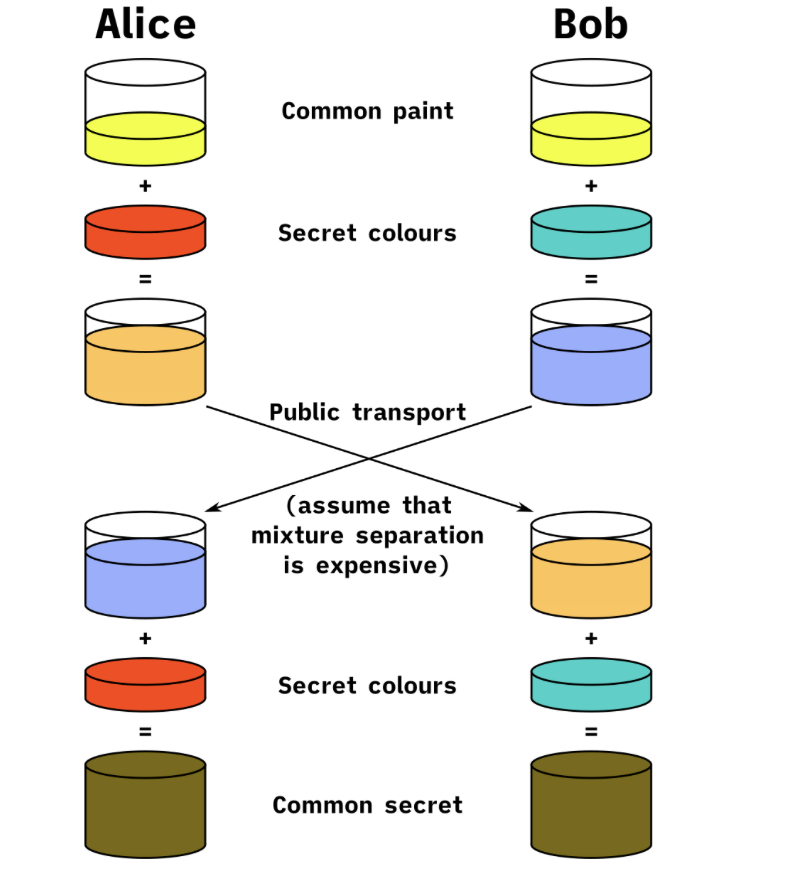 Alice
Bob
Common paint
+
+
Secret colours
=
=
Public transport
(assume that
mixture separation
is expensive)
+
+
Secret colours
=
=
Common secret